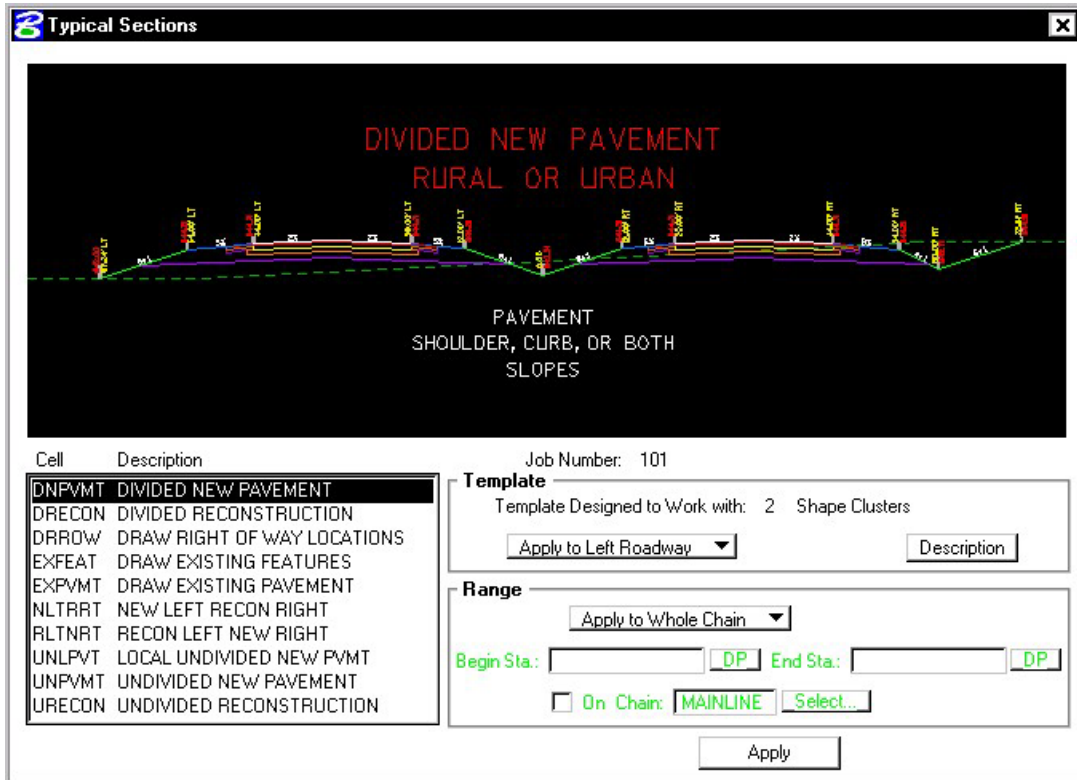 Typical Sections
DIVIDED NEW PAVEMENT
RURAL OR URBAN
PAVEMENT
SHOULDER, CURB, OR BOTH
SLOPES
Cell Description
DNPVMT DIVIDED NEW PAVEMENT
DRECON DIVIDED RECONSTRUCTION
DRROW DRAW RIGHT OF WAY LOCATIONS
EXFEAT DRAW EXISTING FEATURES
EXPVMT DRAW EXISTING PAVEMENT
NLTRRT NEW LEFT RECON RIGHT
RLTNRT RECON LEFT NEW RIGHT
UNLPVT LOCAL UNDIVIDED NEW PVMT
UNPVMT UNDIVIDED NEW PAVEMENT
URECON UNDIVIDED RECONSTRUCTION
Job Number: 101
Template
Template Designed to Work with: 2 Shape Clusters
Apply to Left Roadway Description
Range
Apply to Whole Chain
Begin Sta.: DP End Sta.: DP
On Chain: MAINLINE Select...
Apply